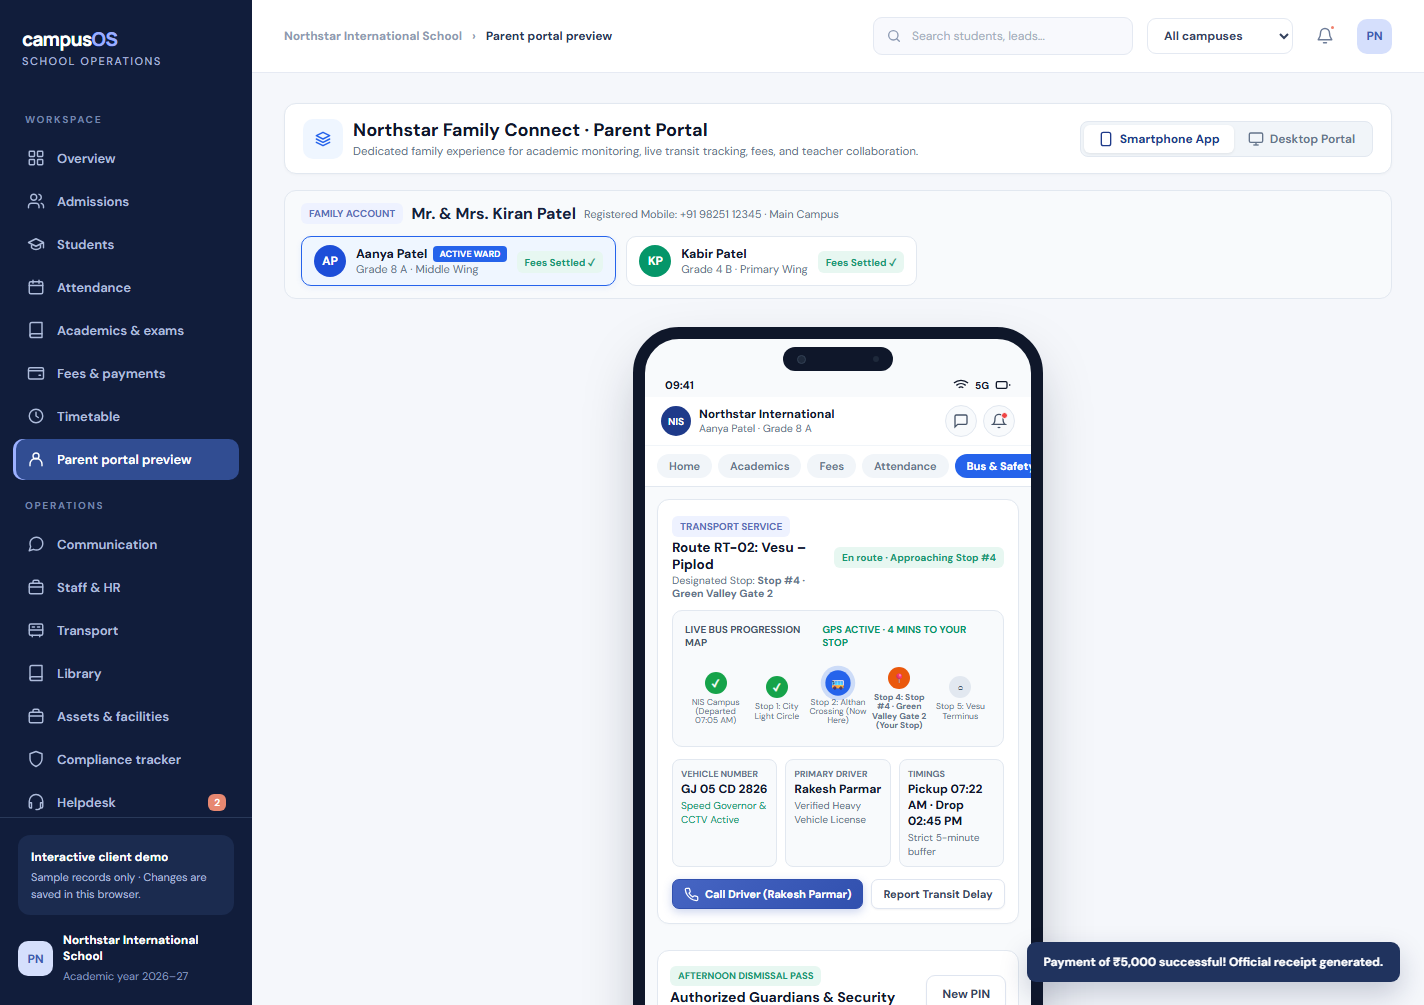 campusOS
SCHOOL OPERATIONS
WORKSPACE
Overview
Admissions
Students
Attendance
Academics & exams
Fees & payments
Timetable
Parent portal preview
OPERATIONS
Communication
Staff & HR
Transport
Library
Assets & facilities
Compliance tracker
Helpdesk 2
Interactive client demo
Sample records only · Changes are
saved in this browser.
PN
Northstar International
School
Academic year 2026–27
Northstar International School › Parent portal preview
Search students, leads...
All campuses
PN
Northstar Family Connect · Parent Portal
Dedicated family experience for academic monitoring, live transit tracking, fees, and teacher collaboration.
Smartphone App
Desktop Portal
FAMILY ACCOUNT Mr. & Mrs. Kiran Patel Registered Mobile: +91 98251 12345 · Main Campus
AP
Aanya Patel ACTIVE WARD
Grade 8 A · Middle Wing
Fees Settled ✓
KP
Kabir Patel
Grade 4 B · Primary Wing
Fees Settled ✓
09:41
5G
NIS
Northstar International
Aanya Patel · Grade 8 A
Home
Academics
Fees
Attendance
Bus & Safety
TRANSPORT SERVICE
Route RT-02: Vesu –
Piplod
Designated Stop: Stop #4 ·
Green Valley Gate 2
En route · Approaching Stop #4
LIVE BUS PROGRESSION
MAP
GPS ACTIVE · 4 MINS TO YOUR
STOP
✓
NIS Campus
(Departed
07:05 AM)
✓
Stop 1: City
Light Circle
Stop 2: Althan
Crossing (Now
Here)
Stop 4: Stop
#4 · Green
Valley Gate 2
(Your Stop)
○
Stop 5: Vesu
Terminus
VEHICLE NUMBER
GJ 05 CD 2826
Speed Governor &
CCTV Active
PRIMARY DRIVER
Rakesh Parmar
Verified Heavy
Vehicle License
TIMINGS
Pickup 07:22
AM · Drop
02:45 PM
Strict 5-minute
buffer
Call Driver (Rakesh Parmar)
Report Transit Delay
AFTERNOON DISMISSAL PASS
Authorized Guardians & Security
New PIN
Payment of ₹5,000 successful! Official receipt generated.